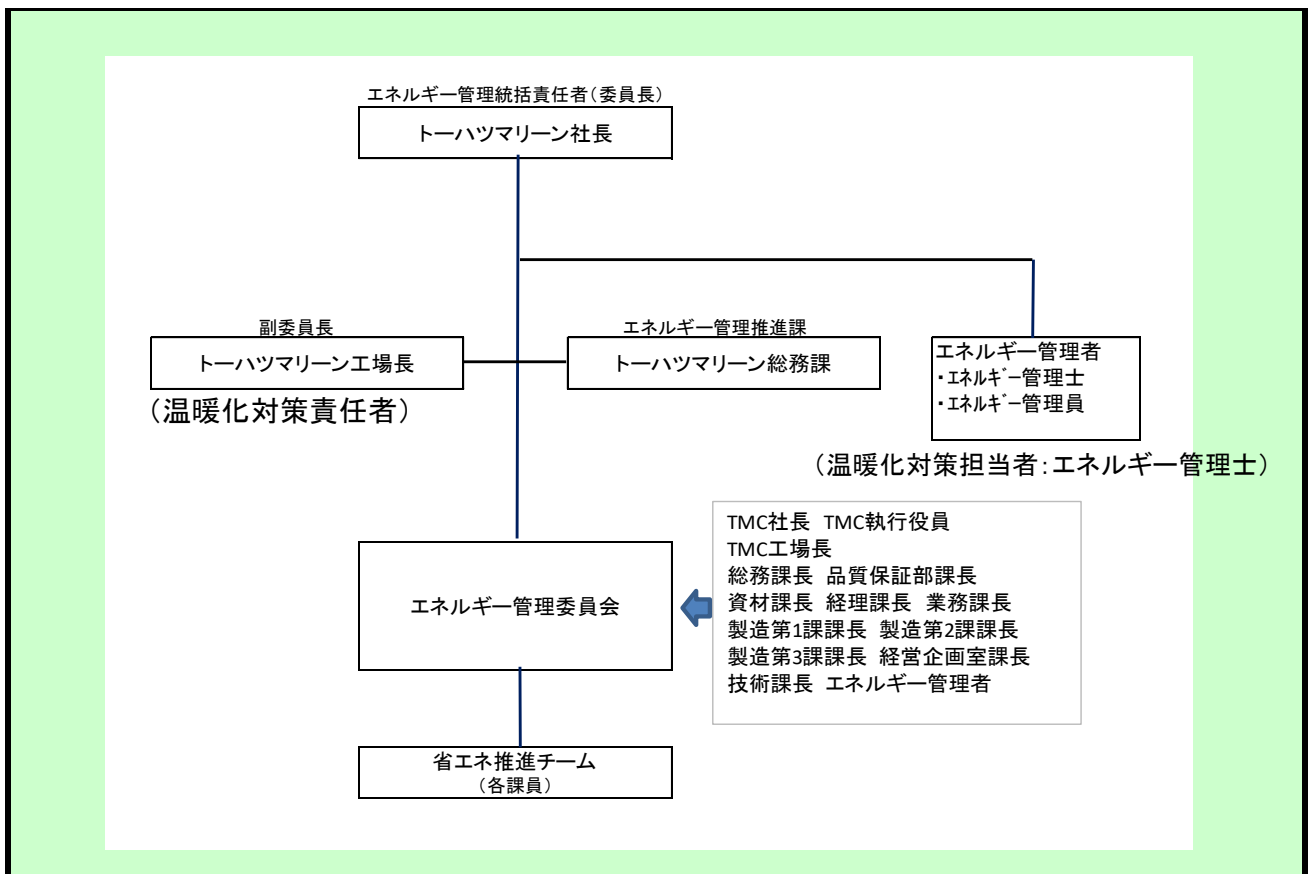 エネルギー管理統括責任者（委員長）
トーハツマリーン社長
副委員長
トーハツマリーン工場長
（温暖化対策責任者）
エネルギー管理推進課
トーハツマリーン総務課
エネルギー管理者
・ｴﾈﾙｷﾞｰ管理士
・ｴﾈﾙｷﾞｰ管理員
（温暖化対策担当者：エネルギー管理士）
エネルギー管理委員会
TMC社長 TMC執行役員
TMC工場長
総務課長 品質保証部課長
資材課長 経理課長 業務課長
製造第1課課長 製造第2課課長
製造第3課課長 経営企画室課長
技術課長 エネルギー管理者
省エネ推進チーム
（各課員）